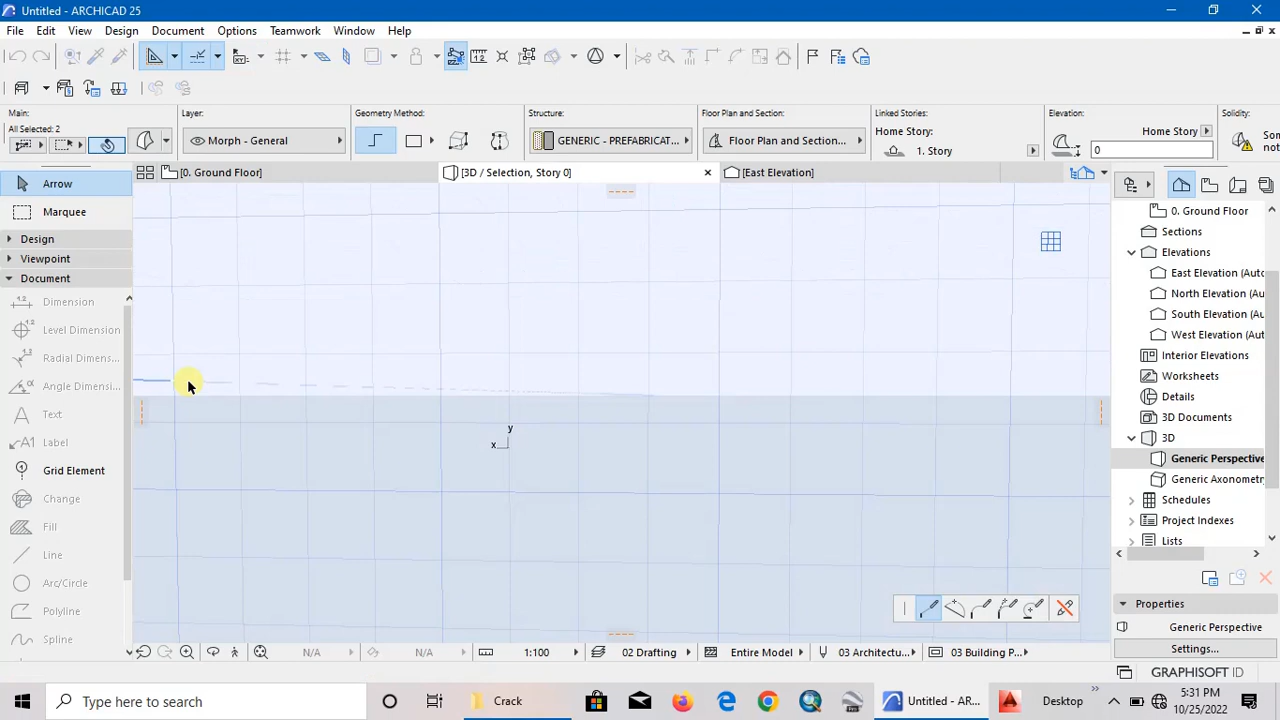 Untitled - ARCHICAD 25
File Edit View Design Document Options Teamwork Window Help
Main:
All Selected: 2
Layer:
Morph - General
Geometry Method:
Structure:
GENERIC - PREFABRICAT...
Floor Plan and Section:
Floor Plan and Section...
Linked Stories:
Home Story:
1. Story
Elevation:
Home Story
0
Solidity:
Som
not
Arrow
Marquee
Design
Viewpoint
Document
Dimension
Level Dimension
Radial Dimens...
Angle Dimensi...
Text
Label
Grid Element
Change
Fill
Line
Arc/Circle
Polyline
Spline
[0. Ground Floor]
[3D / Selection, Story 0]
[East Elevation]
y
x
0. Ground Floor
Sections
Elevations
East Elevation (Auto
North Elevation (Au
South Elevation (Au
West Elevation (Au
Interior Elevations
Worksheets
Details
3D Documents
3D
Generic Perspective
Generic Axonometr
Schedules
Project Indexes
Lists
Properties
Generic Perspective
Settings...
N/A
N/A
1:100
02 Drafting
Entire Model
03 Architectu...
03 Building P...
GRAPHISOFT ID
Type here to search
Crack
Untitled - AR...
Desktop
5:31 PM
10/25/2022